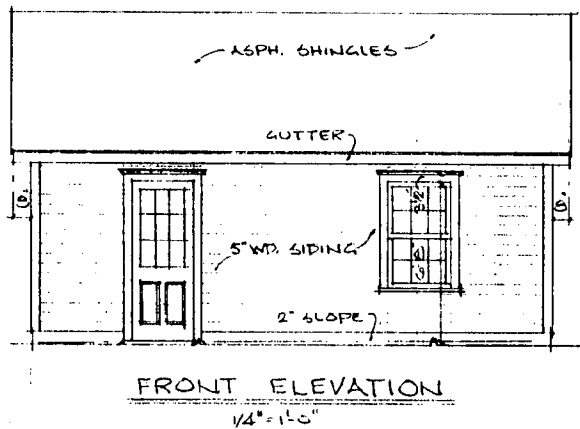 ASPH. SHINGLES
GUTTER
5" WD. SIDING
2" SLOPE
FRONT ELEVATION
1/4" = 1'-0"